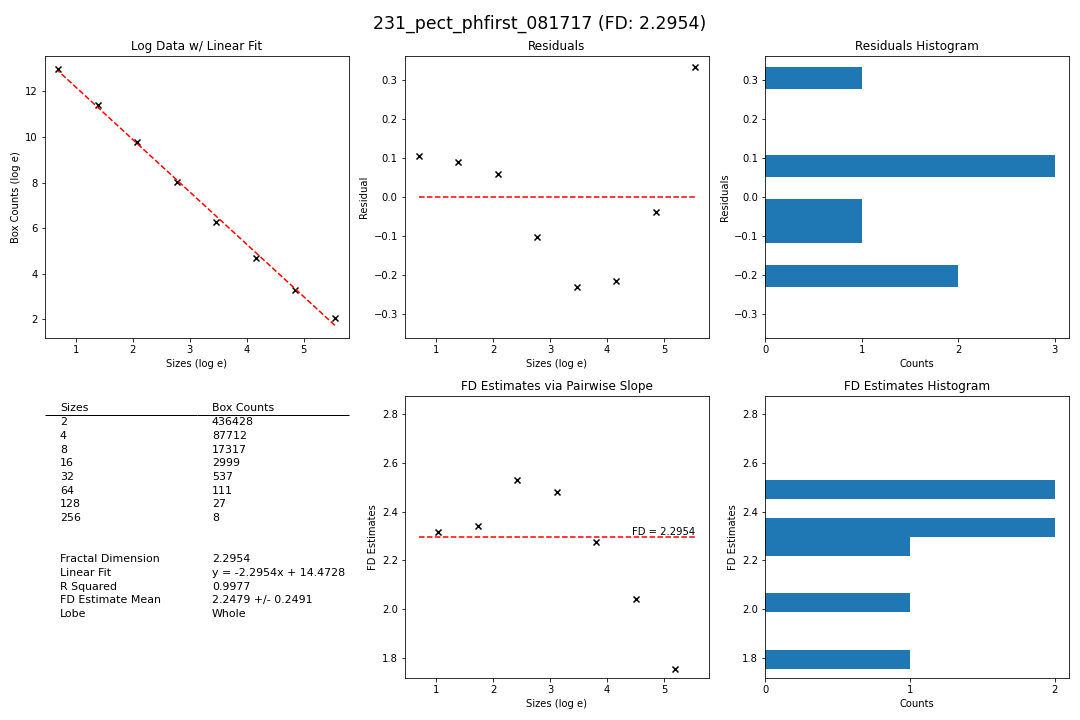 231_pect_phfirst_081717 (FD: 2.2954)
Log Data w/ Linear Fit
Box Counts (log e)
12
10
8
6
4
2
1 2 3 4 5
Sizes (log e)
Residuals
Residual
0.3
0.2
0.1
0.0
−0.1
−0.2
−0.3
1 2 3 4 5
Sizes (log e)
Residuals Histogram
Residuals
0.3
0.2
0.1
0.0
−0.1
−0.2
−0.3
0 1 2 3
Counts
Sizes Box Counts
2 436428
4 87712
8 17317
16 2999
32 537
64 111
128 27
256 8
Fractal Dimension 2.2954
Linear Fit y = -2.2954x + 14.4728
R Squared 0.9977
FD Estimate Mean 2.2479 +/- 0.2491
Lobe Whole
FD Estimates via Pairwise Slope
FD Estimates
2.8
2.6
2.4
2.2
2.0
1.8
FD = 2.2954
1 2 3 4 5
Sizes (log e)
FD Estimates Histogram
FD Estimates
2.8
2.6
2.4
2.2
2.0
1.8
0 1 2
Counts